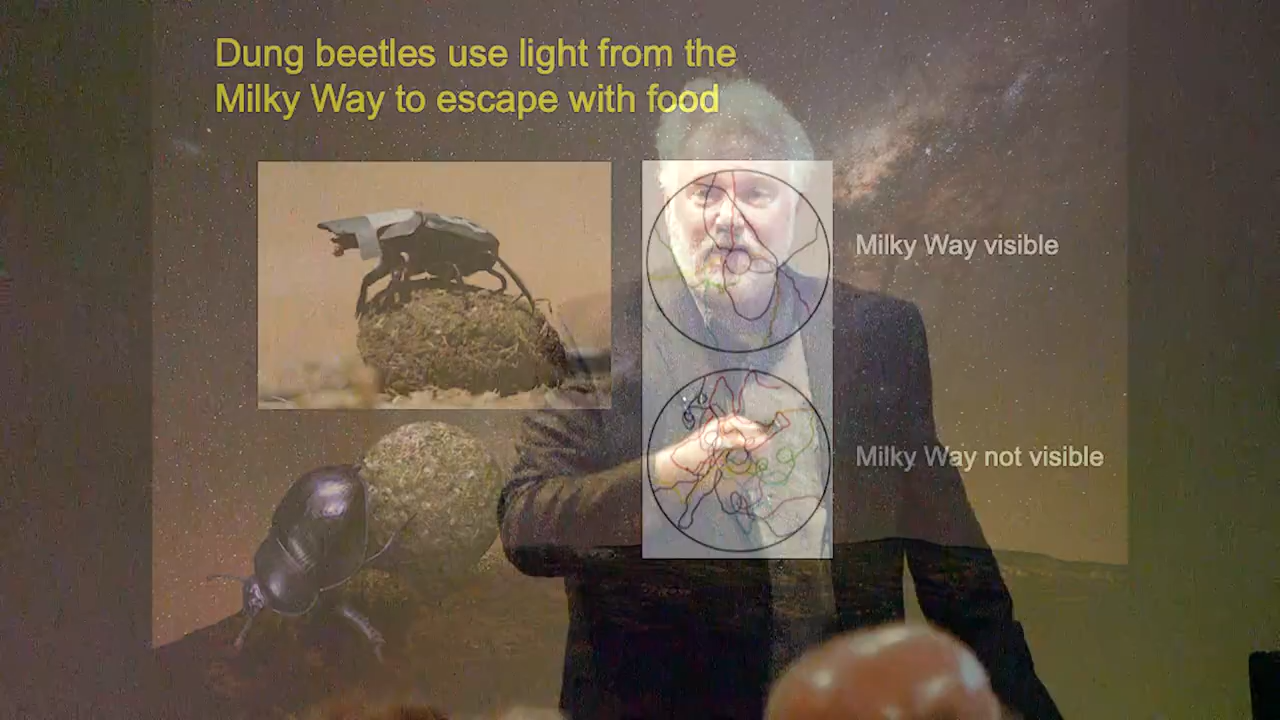 Dung beetles use light from the
Milky Way to escape with food
Milky Way visible
Milky Way not visible